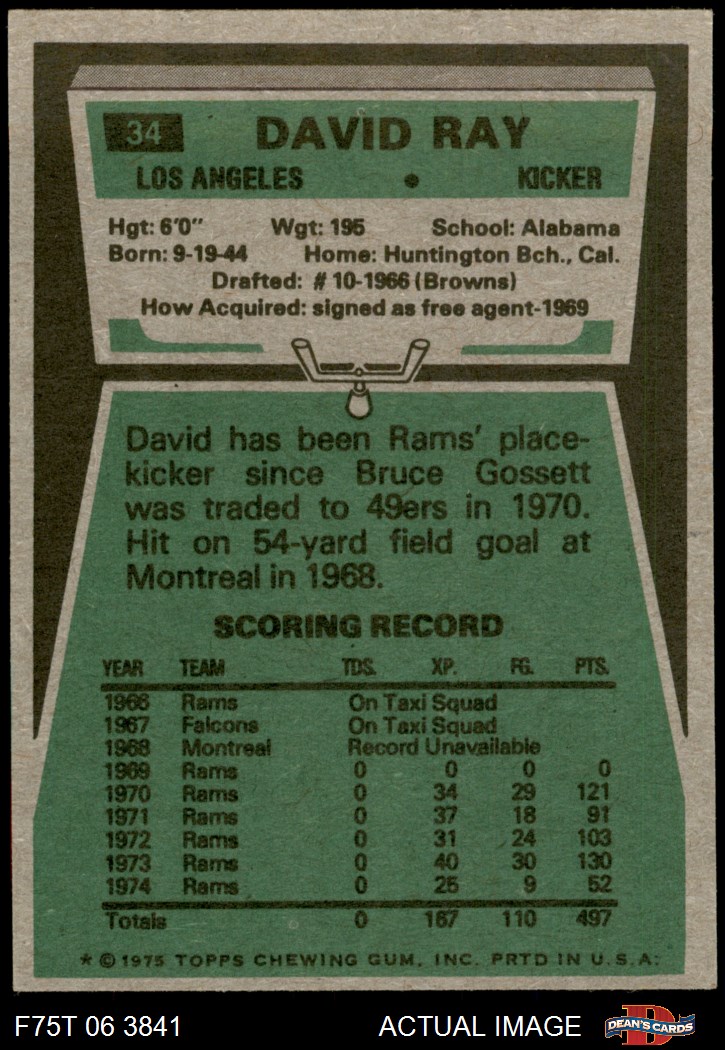 34 DAVID RAY
LOS ANGELES • KICKER
Hgt: 6'0" Wgt: 195 School: Alabama
Born: 9-19-44 Home: Huntington Bch., Cal.
Drafted: # 10-1966 (Browns)
How Acquired: signed as free agent-1969
David has been Rams' place-
kicker since Bruce Gossett
was traded to 49ers in 1970.
Hit on 54-yard field goal at
Montreal in 1968.
SCORING RECORD
YEAR TEAM TDS. XP. FG. PTS.
1966 Rams On Taxi Squad
1967 Falcons On Taxi Squad
1968 Montreal Record Unavailable
1969 Rams 0 0 0 0
1970 Rams 0 34 29 121
1971 Rams 0 37 18 91
1972 Rams 0 31 24 103
1973 Rams 0 40 30 130
1974 Rams 0 25 9 52
Totals 0 167 110 497
* © 1975 TOPPS CHEWING GUM, INC. PRTD IN U.S.A.
F75T 06 3841 ACTUAL IMAGE D DEAN'S CARDS